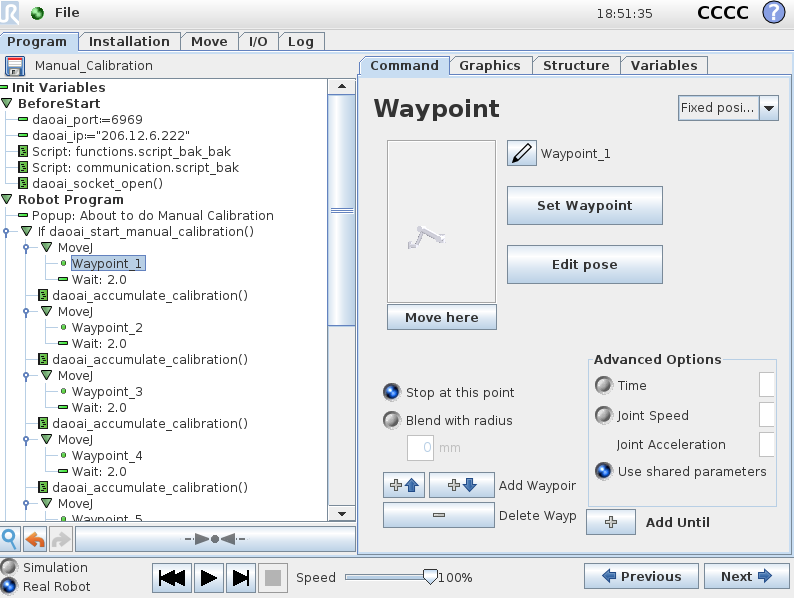 File
18:51:35
CCCC
?
Program
Installation
Move
I/O
Log
Manual_Calibration
Init Variables
BeforeStart
daoai_port≔6969
daoai_ip≔"206.12.6.222"
Script: functions.script_bak_bak
Script: communication.script_bak
daoai_socket_open()
Robot Program
Popup: About to do Manual Calibration
If daoai_start_manual_calibration()
MoveJ
Waypoint_1
Wait: 2.0
daoai_accumulate_calibration()
MoveJ
Waypoint_2
Wait: 2.0
daoai_accumulate_calibration()
MoveJ
Waypoint_3
Wait: 2.0
daoai_accumulate_calibration()
MoveJ
Waypoint_4
Wait: 2.0
daoai_accumulate_calibration()
MoveJ
Waypoint_5
Command
Graphics
Structure
Variables
Waypoint
Fixed posi...
Waypoint_1
Set Waypoint
Edit pose
Move here
Stop at this point
Blend with radius
0 mm
Add Waypoir
Delete Wayp
Advanced Options
Time
Joint Speed
Joint Acceleration
Use shared parameters
Add Until
Simulation
Real Robot
Speed
100%
Previous
Next